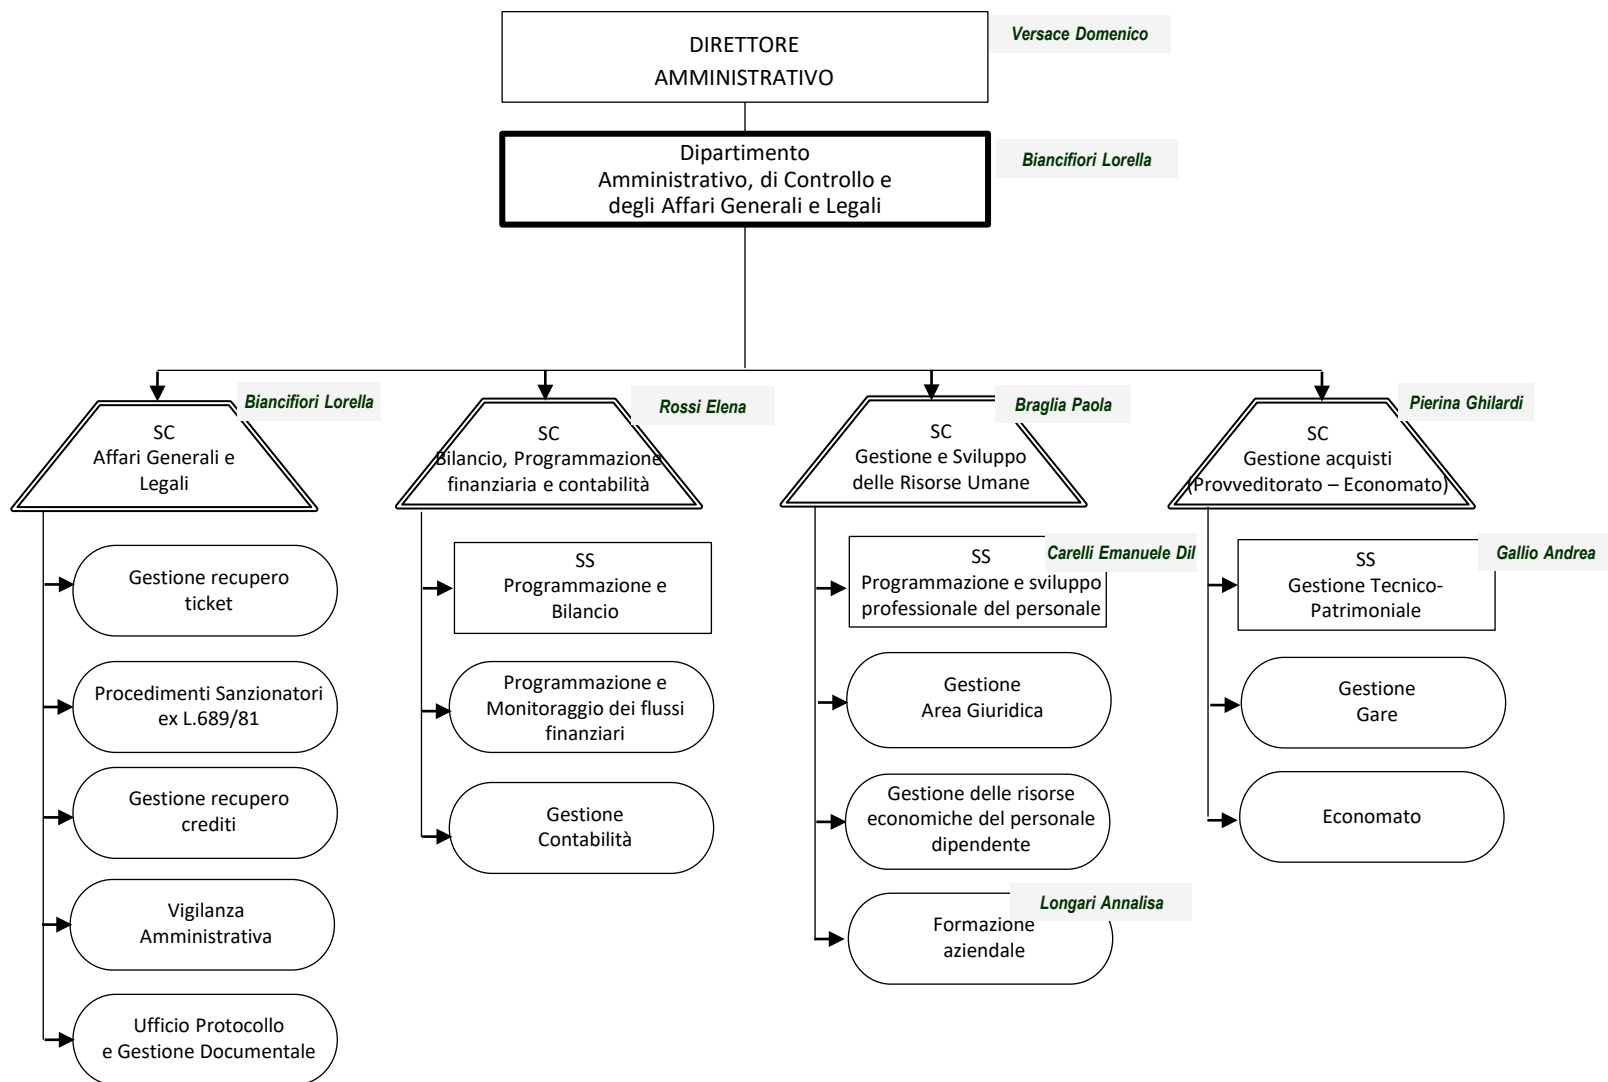 DIRETTORE
AMMINISTRATIVO
Versace Domenico
Dipartimento
Amministrativo, di Controllo e
degli Affari Generali e Legali
Biancifiori Lorella
Biancifiori Lorella
SC
Affari Generali e
Legali
Gestione recupero
ticket
Procedimenti Sanzionatori
ex L.689/81
Gestione recupero
crediti
Vigilanza
Amministrativa
Ufficio Protocollo
e Gestione Documentale
Rossi Elena
SC
Bilancio, Programmazione
finanziaria e contabilità
SS
Programmazione e
Bilancio
Programmazione e
Monitoraggio dei flussi
finanziari
Gestione
Contabilità
Braglia Paola
SC
Gestione e Sviluppo
delle Risorse Umane
Carelli Emanuele Dil
SS
Programmazione e sviluppo
professionale del personale
Gestione
Area Giuridica
Gestione delle risorse
economiche del personale
dipendente
Longari Annalisa
Formazione
aziendale
Pierina Ghilardi
SC
Gestione acquisti
(Provveditorato – Economato)
Gallio Andrea
SS
Gestione Tecnico-
Patrimoniale
Gestione
Gare
Economato